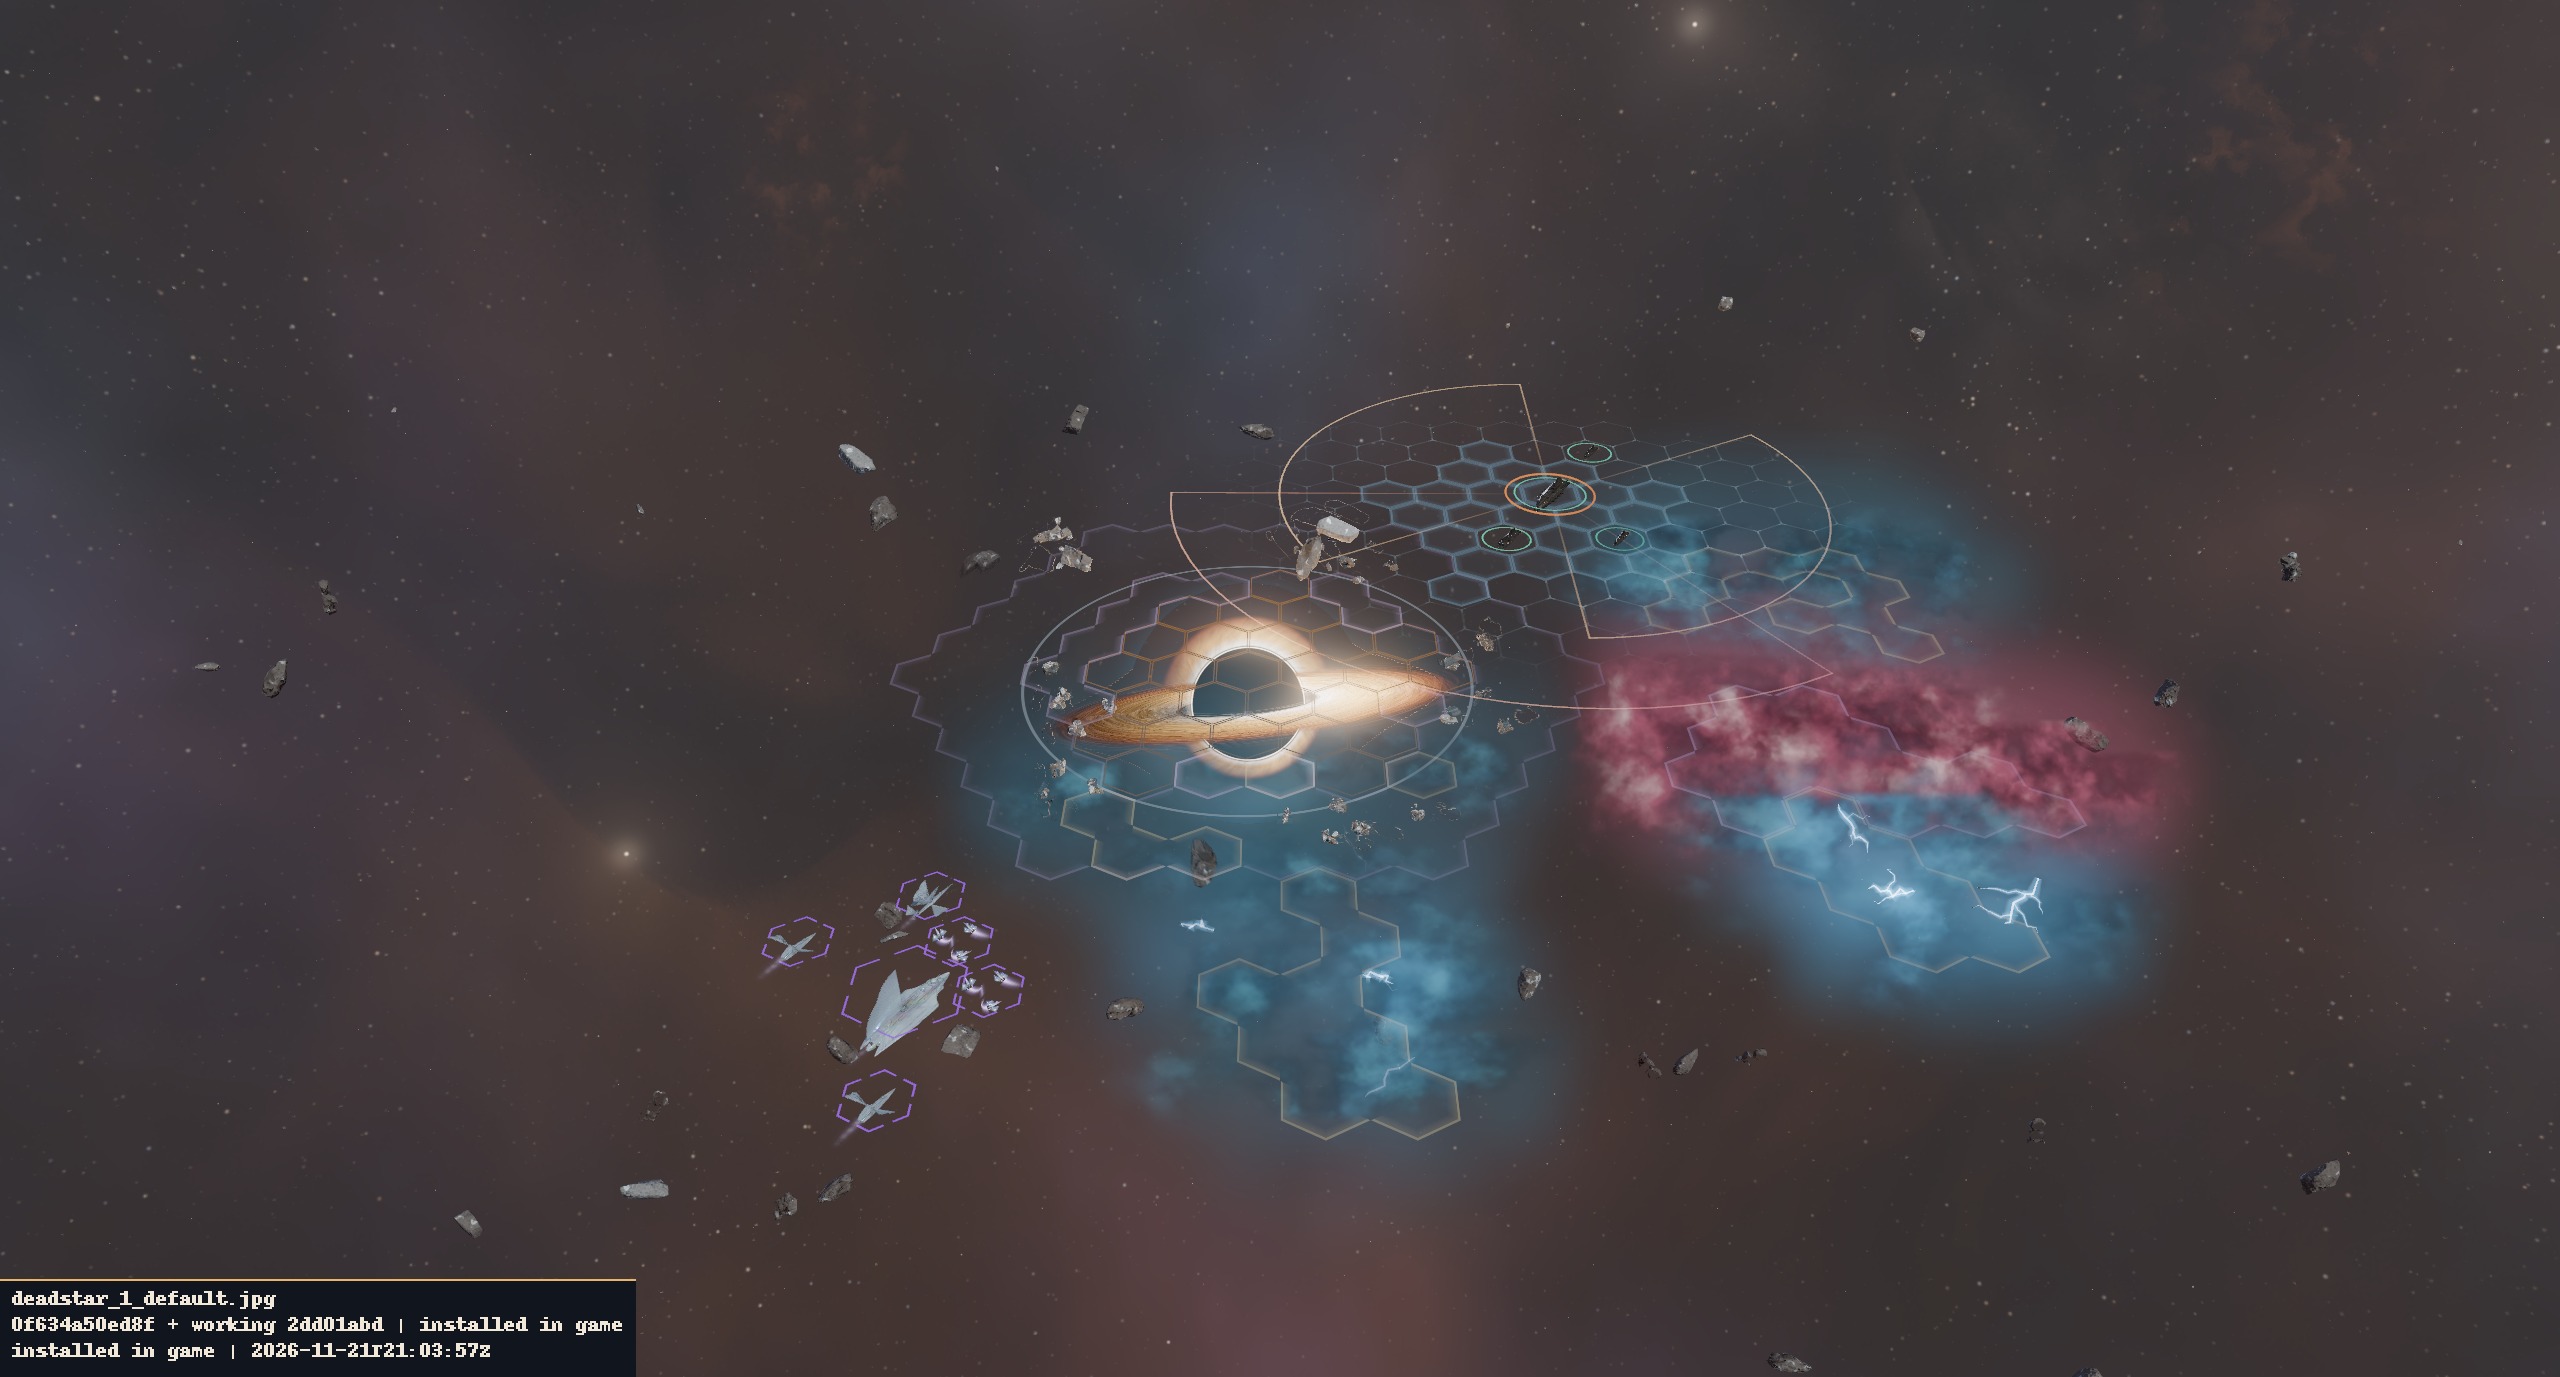 deadstar_1_default.jpg
0f634a50ed8f + working 2dd01abd | installed in game
installed in game | 2026-11-21T21:03:57Z